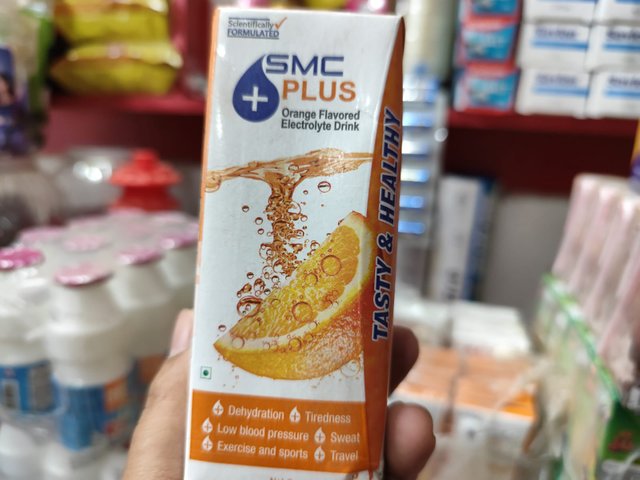 Scientifically
FORMULATED
SMC
PLUS
Orange Flavored
Electrolyte Drink
TASTY & HEALTHY
Dehydration Tiredness
Low blood pressure Sweat
Exercise and sports Travel